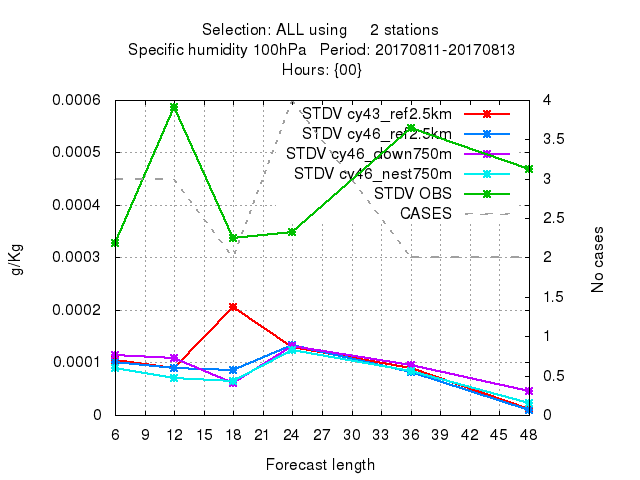 Selection: ALL using 2 stations
Specific humidity 100hPa Period: 20170811-20170813
Hours: {00}
STDV cy43_ref2.5km
STDV cy46_ref2.5km
STDV cy46_down750m
STDV cy46_nest750m
STDV OBS
CASES
g/Kg
0.0006
0.0005
0.0004
0.0003
0.0002
0.0001
0
4
3.5
3
2.5
2
1.5
1
0.5
0
No cases
6 9 12 15 18 21 24 27 30 33 36 39 42 45 48
Forecast length